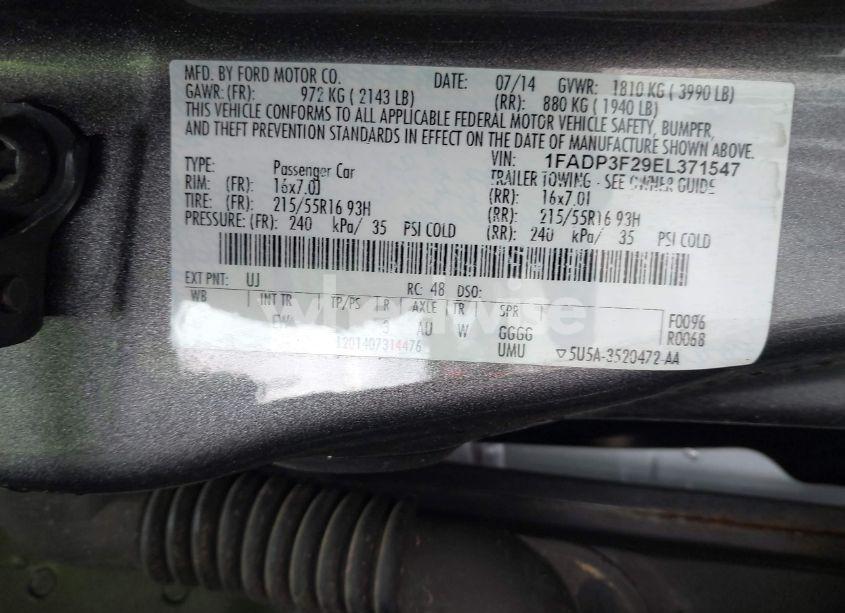 MFD. BY FORD MOTOR CO. DATE: 07/14 GVWR: 1810 KG ( 3990 LB)
GAWR: (FR): 972 KG ( 2143 LB) (RR): 880 KG ( 1940 LB)
THIS VEHICLE CONFORMS TO ALL APPLICABLE FEDERAL MOTOR VEHICLE SAFETY, BUMPER,
AND THEFT PREVENTION STANDARDS IN EFFECT ON THE DATE OF MANUFACTURE SHOWN ABOVE.
VIN: 1FADP3F29EL371547
TYPE: Passenger Car TRAILER TOWING - SEE OWNER GUIDE
RIM: (FR): 16x7.0J (RR): 16x7.0J
TIRE: (FR): 215/55R16 93H (RR): 215/55R16 93H
PRESSURE: (FR): 240 kPa/ 35 PSI COLD (RR): 240 kPa/ 35 PSI COLD
EXT PNT: UJ RC: 48 DSO:
WB INT TR TP/PS R AXLE TR SPR
3 AU W GGGG F0096
UMU R0068
1201407314476 ▽5U5A-3520472-AA